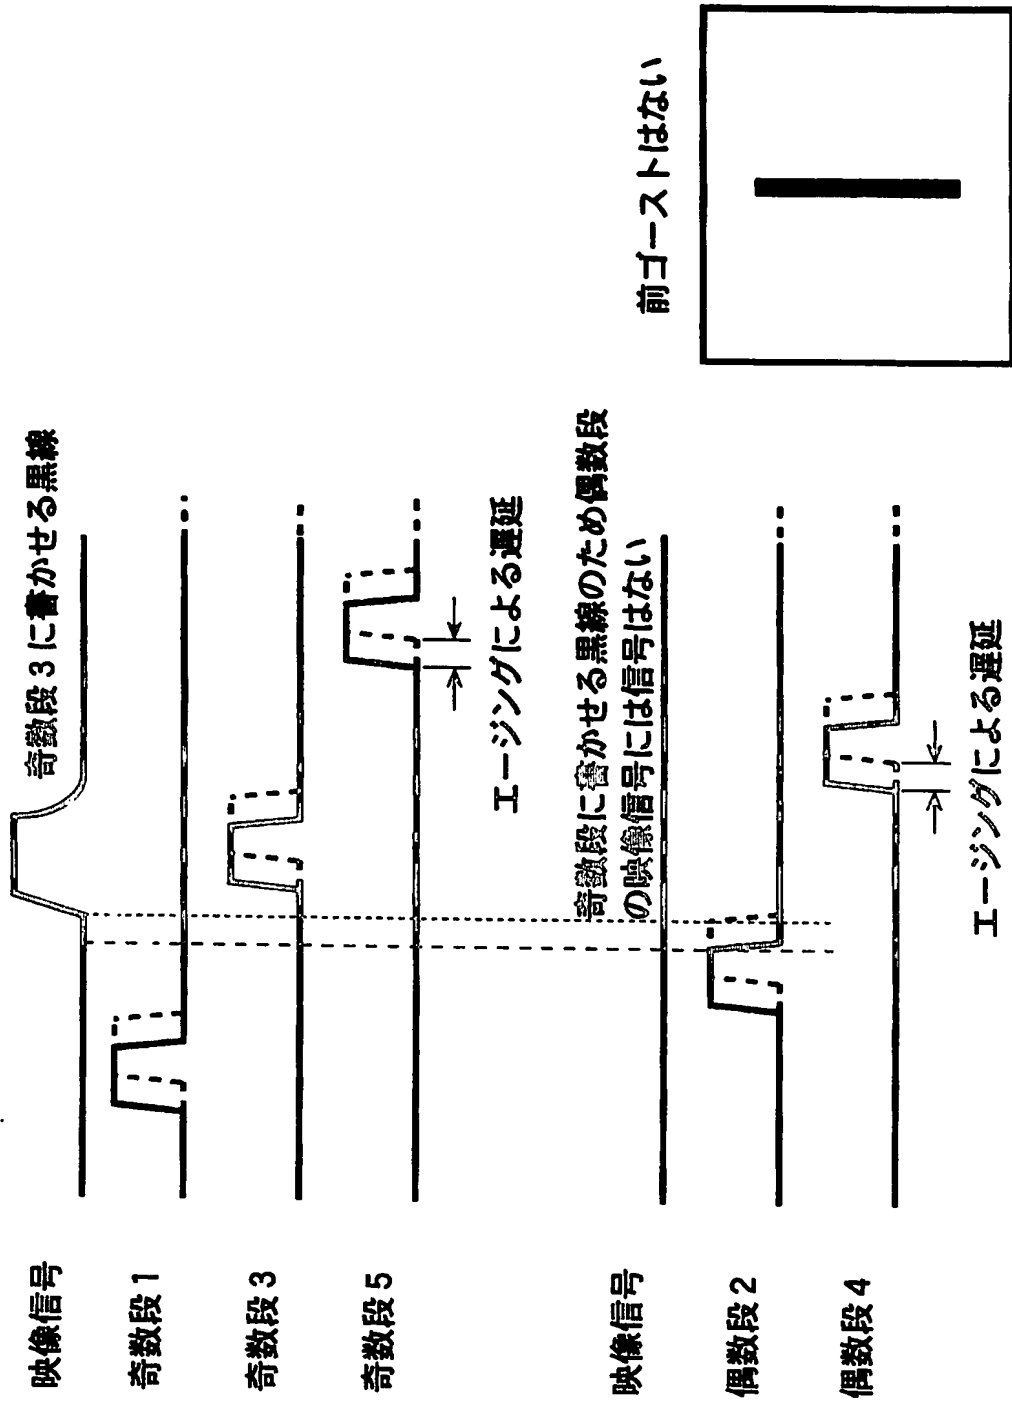 映像信号
奇数段3に書かせる黒線
奇数段1
奇数段3
奇数段5
エージングによる遅延
奇数段に書かせる黒線のため偶数段
の映像信号には信号はない
映像信号
偶数段2
偶数段4
エージングによる遅延
前ゴーストはない